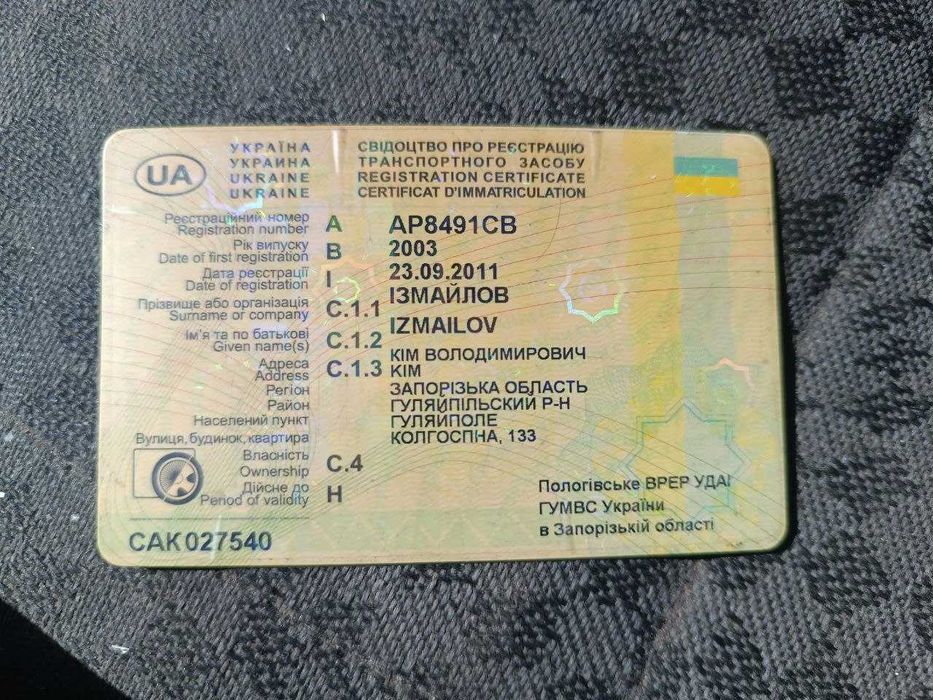 UA
УКРАЇНА
УКРАИНА
UKRAINE
UKRAINE
СВІДОЦТВО ПРО РЕЄСТРАЦІЮ
ТРАНСПОРТНОГО ЗАСОБУ
REGISTRATION CERTIFICATE
CERTIFICAT D'IMMATRICULATION
Реєстраційний номер
Registration number A АР8491СВ
Рік випуску
Date of first registration B 2003
Дата реєстрації
Date of registration I 23.09.2011
Прізвище або організація
Surname of company C.1.1 ІЗМАЙЛОВ
IZMAILOV
Ім'я та по батькові
Given name(s) C.1.2 КІМ ВОЛОДИМИРОВИЧ
КІМ
Адреса
Address C.1.3
Регіон ЗАПОРІЗЬКА ОБЛАСТЬ
Район ГУЛЯЙПІЛЬСКИЙ Р-Н
Населений пункт ГУЛЯЙПОЛЕ
Вулиця, будинок, квартира КОЛГОСПНА, 133
Власність
Ownership C.4
Дійсне до
Period of validity H
Пологівське ВРЕР УДАІ
ГУМВС України
в Запорізькій області
САК 027540